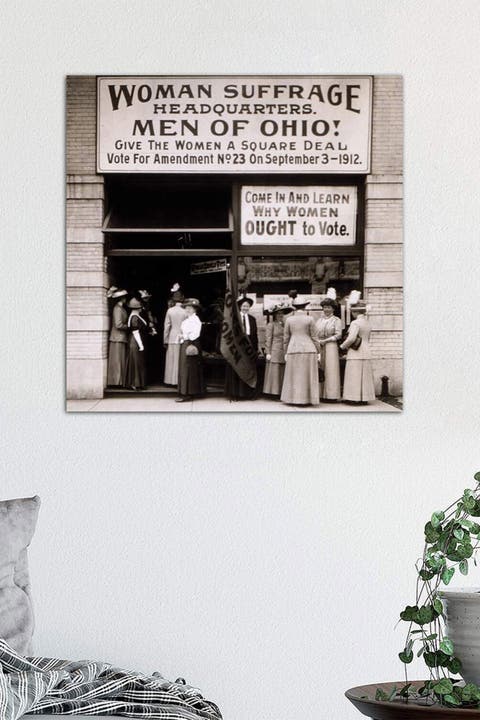 WOMAN SUFFRAGE
HEADQUARTERS.
MEN OF OHIO!
GIVE THE WOMEN A SQUARE DEAL
Vote For Amendment Nº 23 On September 3-1912.
COME IN AND LEARN
WHY WOMEN
OUGHT to Vote.